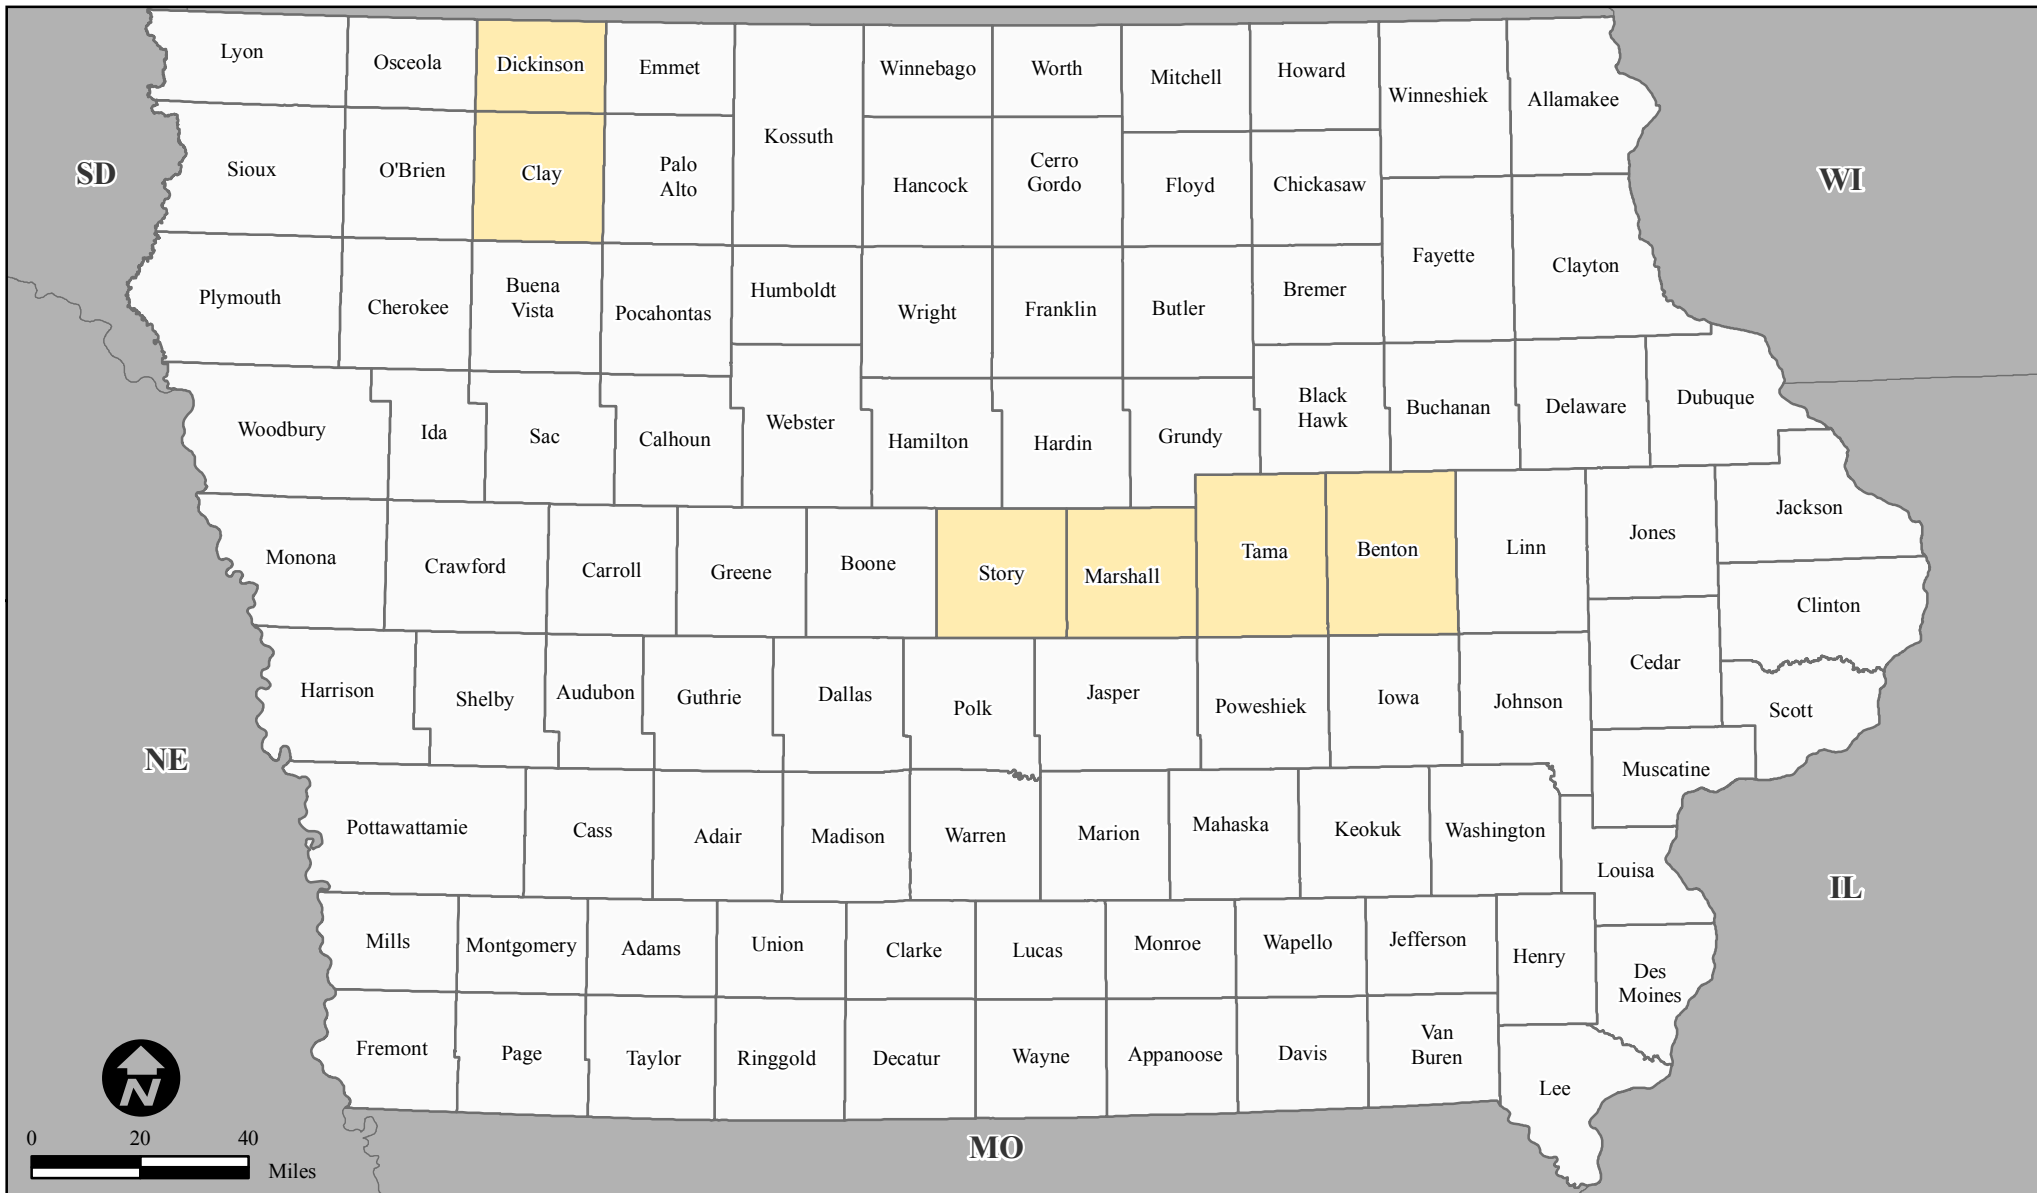 Lyon
Osceola
Dickinson
Emmet
Winnebago
Worth
Mitchell
Howard
Winneshiek
Allamakee
Kossuth
SD
Sioux
O'Brien
Clay
Palo
Alto
Hancock
Cerro
Gordo
Floyd
Chickasaw
WI
Fayette
Clayton
Plymouth
Cherokee
Buena
Vista
Pocahontas
Humboldt
Wright
Franklin
Butler
Bremer
Woodbury
Ida
Sac
Calhoun
Webster
Hamilton
Hardin
Grundy
Black
Hawk
Buchanan
Delaware
Dubuque
Monona
Crawford
Carroll
Greene
Boone
Story
Marshall
Tama
Benton
Linn
Jones
Jackson
Clinton
Harrison
Shelby
Audubon
Guthrie
Dallas
Polk
Jasper
Poweshiek
Iowa
Johnson
Cedar
Scott
NE
Muscatine
Pottawattamie
Cass
Adair
Madison
Warren
Marion
Mahaska
Keokuk
Washington
Louisa
IL
Mills
Montgomery
Adams
Union
Clarke
Lucas
Monroe
Wapello
Jefferson
Henry
Des
Moines
Fremont
Page
Taylor
Ringgold
Decatur
Wayne
Appanoose
Davis
Van
Buren
Lee
N
0 20 40
Miles
MO